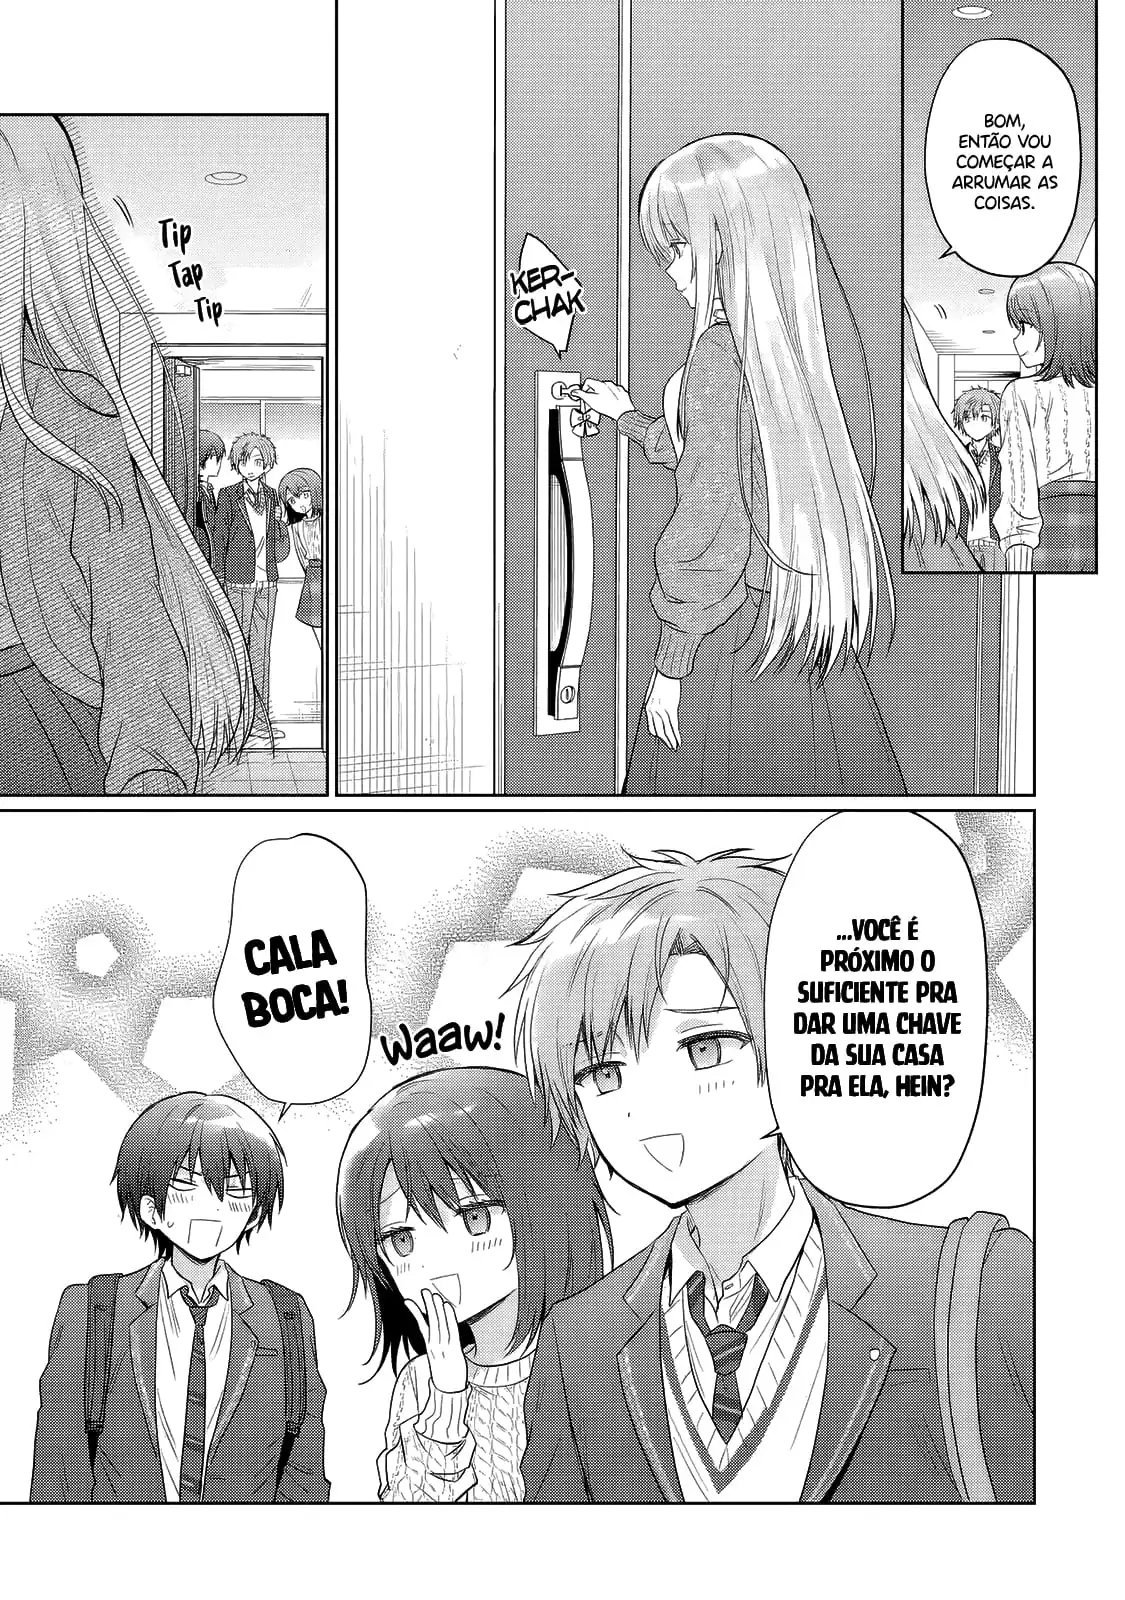 BOM,
ENTÃO VOU
COMEÇAR A
ARRUMAR AS
COISAS.
KER-
CHAK
Tip
Tap
Tip
...VOCÊ É
PRÓXIMO O
SUFICIENTE PRA
DAR UMA CHAVE
DA SUA CASA
PRA ELA, HEIN?
Waaw!
CALA
BOCA!